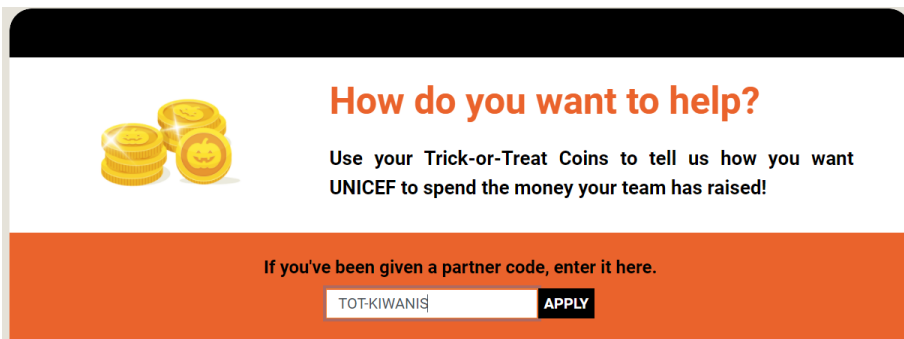 How do you want to help?
Use your Trick-or-Treat Coins to tell us how you want
UNICEF to spend the money your team has raised!
If you've been given a partner code, enter it here.
TOT-KIWANIS
APPLY